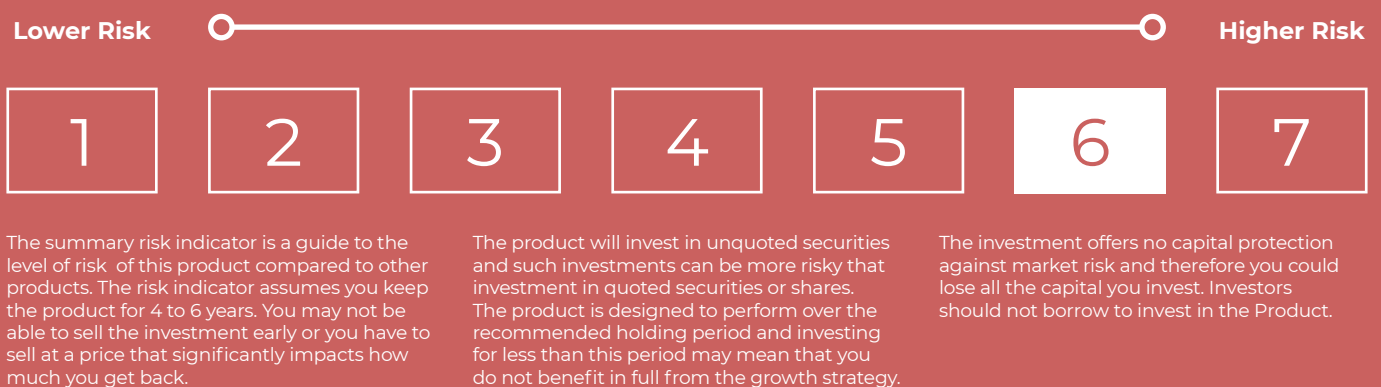 Lower Risk
Higher Risk
1
2
3
4
5
6
7
The summary risk indicator is a guide to the
level of risk of this product compared to other
products. The risk indicator assumes you keep
the product for 4 to 6 years. You may not be
able to sell the investment early or you have to
sell at a price that significantly impacts how
much you get back.
The product will invest in unquoted securities
and such investments can be more risky that
investment in quoted securities or shares.
The product is designed to perform over the
recommended holding period and investing
for less than this period may mean that you
do not benefit in full from the growth strategy.
The investment offers no capital protection
against market risk and therefore you could
lose all the capital you invest. Investors
should not borrow to invest in the Product.